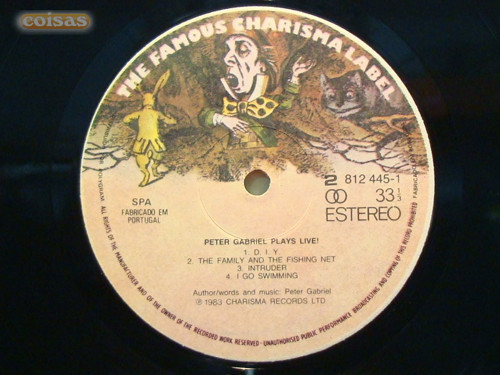 coisas
THE FAMOUS CHARISMA LABEL
2
812 445-1
33 1/3
ESTEREO
SPA
FABRICADO EM
PORTUGAL
PETER GABRIEL PLAYS LIVE!
1. D I Y
2. THE FAMILY AND THE FISHING NET
3. INTRUDER
4. I GO SWIMMING
Author/words and music: Peter Gabriel
℗ 1983 CHARISMA RECORDS LTD.
ALL RIGHTS OF THE MANUFACTURER AND OF THE OWNER OF THE RECORDED WORK RESERVED - UNAUTHORISED PUBLIC PERFORMANCE BROADCASTING AND COPYING OF THIS RECORD PROHIBITED